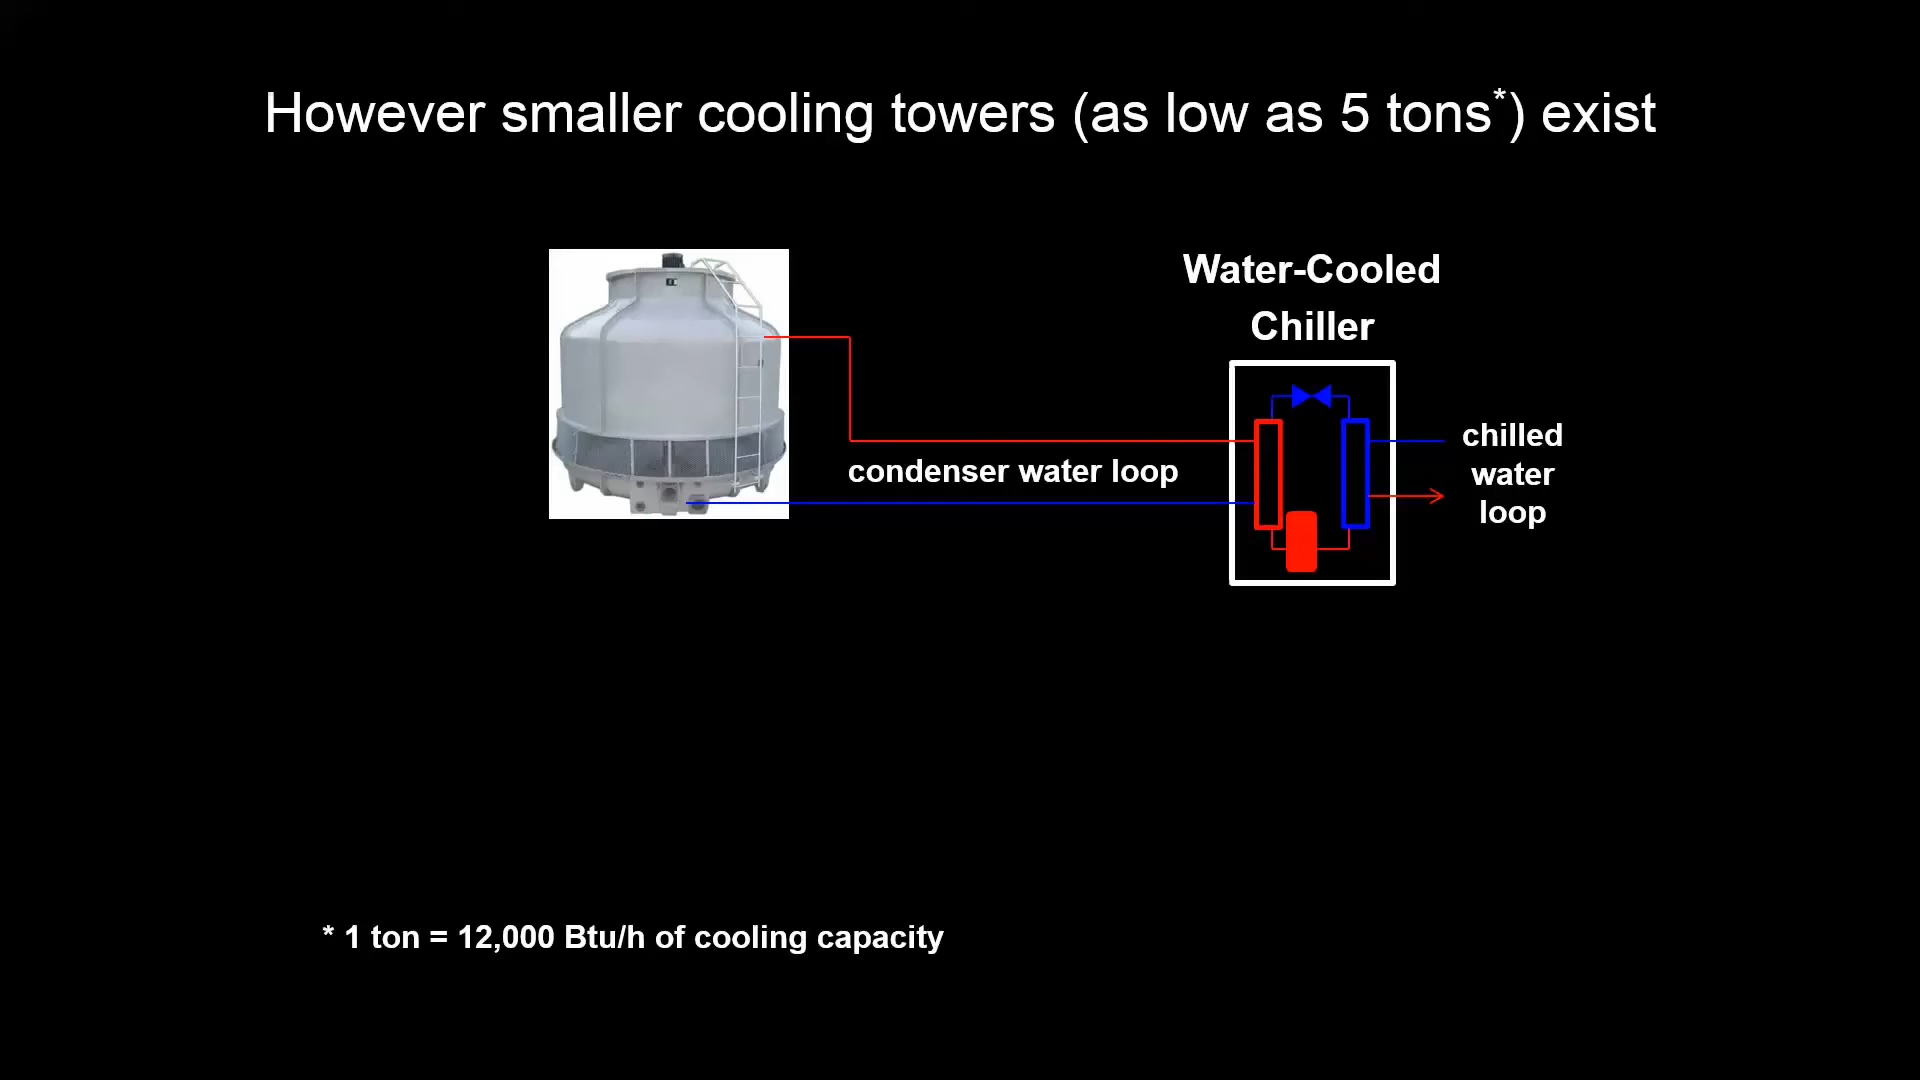 However smaller cooling towers (as low as 5 tons*) exist
Water-Cooled
Chiller
condenser water loop
chilled
water
loop
* 1 ton = 12,000 Btu/h of cooling capacity